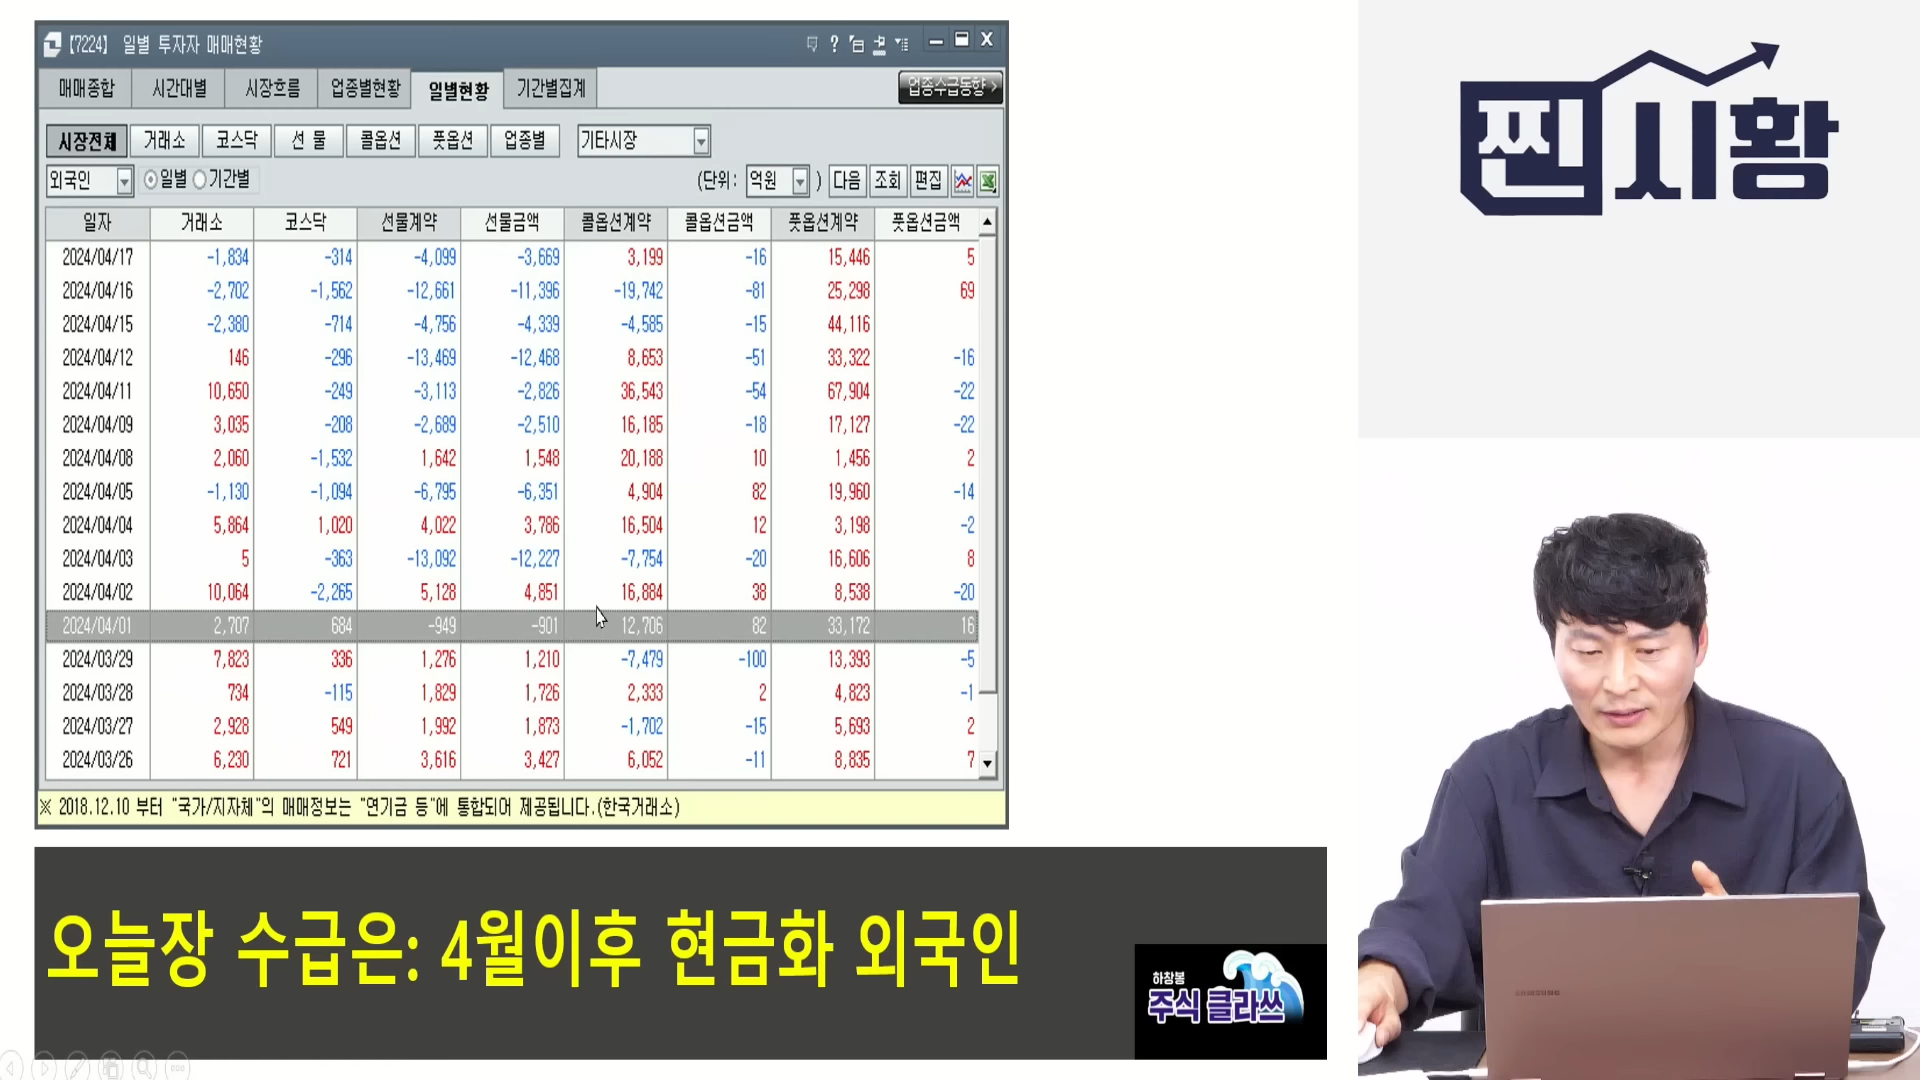 [7224] 일별 투자자 매매현황
매매종합 시간대별 시장흐름 업종별현황 일별현황 기간별집계 업종수급동향 >
시장전체 거래소 코스닥 선 물 콜옵션 풋옵션 업종별 기타시장
외국인 일별 기간별 (단위: 억원 ) 다음 조회 편집
일자 거래소 코스닥 선물계약 선물금액 콜옵션계약 콜옵션금액 풋옵션계약 풋옵션금액
2024/04/17 -1,834 -314 -4,099 -3,669 3,199 -16 15,446 5
2024/04/16 -2,702 -1,562 -12,661 -11,396 -19,742 -81 25,298 69
2024/04/15 -2,380 -714 -4,756 -4,339 -4,585 -15 44,116
2024/04/12 146 -296 -13,469 -12,468 8,653 -51 33,322 -16
2024/04/11 10,650 -249 -3,113 -2,826 36,543 -54 67,904 -22
2024/04/09 3,035 -208 -2,689 -2,510 16,185 -18 17,127 -22
2024/04/08 2,060 -1,532 1,642 1,548 20,188 10 1,456 2
2024/04/05 -1,130 -1,094 -6,795 -6,351 4,904 82 19,960 -14
2024/04/04 5,864 1,020 4,022 3,786 16,504 12 3,198 -2
2024/04/03 5 -363 -13,092 -12,227 -7,754 -20 16,606 8
2024/04/02 10,064 -2,265 5,128 4,851 16,884 38 8,538 -20
2024/04/01 2,707 684 -949 -901 12,706 82 33,172 16
2024/03/29 7,823 336 1,276 1,210 -7,479 -100 13,393 -5
2024/03/28 734 -115 1,829 1,726 2,333 2 4,823 -1
2024/03/27 2,928 549 1,992 1,873 -1,702 -15 5,693 2
2024/03/26 6,230 721 3,616 3,427 6,052 -11 8,835 7
※ 2018.12.10 부터 "국가/지자체"의 매매정보는 "연기금 등"에 통합되어 제공됩니다.(한국거래소)
오늘장 수급은: 4월이후 현금화 외국인
하창봉
주식 클라쓰
찐시황
SAMSUNG